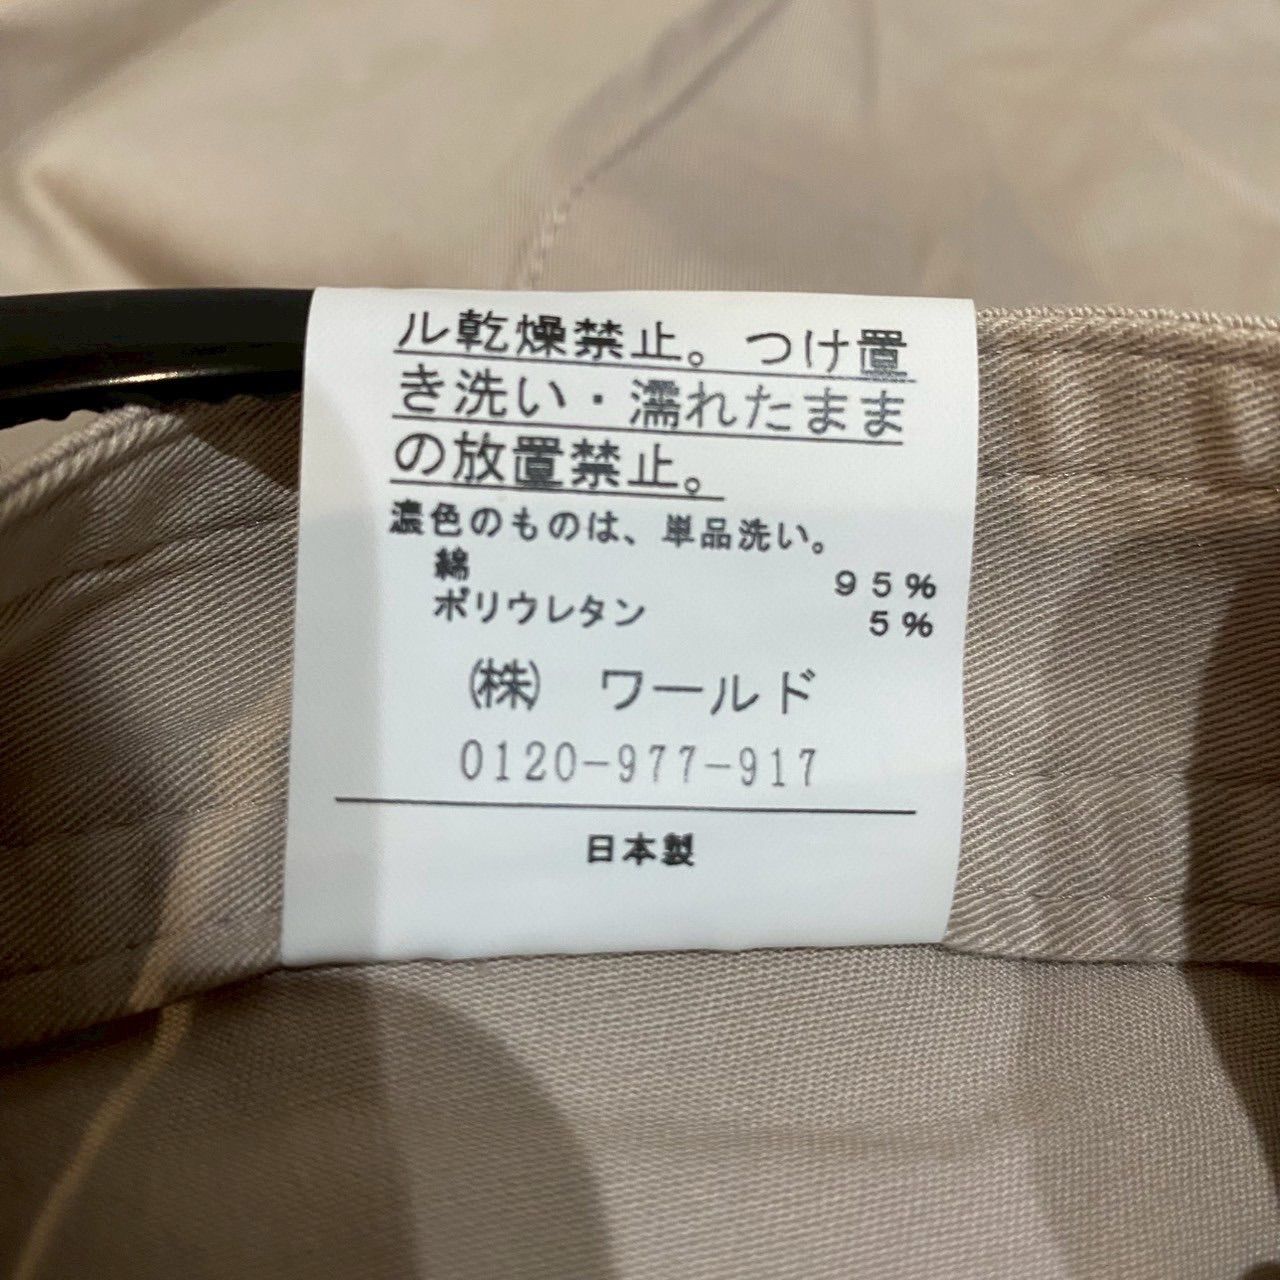 ル乾燥禁止。つけ置
き洗い・濡れたまま
の放置禁止。
濃色のものは、単品洗い。
綿 95%
ポリウレタン 5%
㈱ ワールド
0120-977-917
日本製